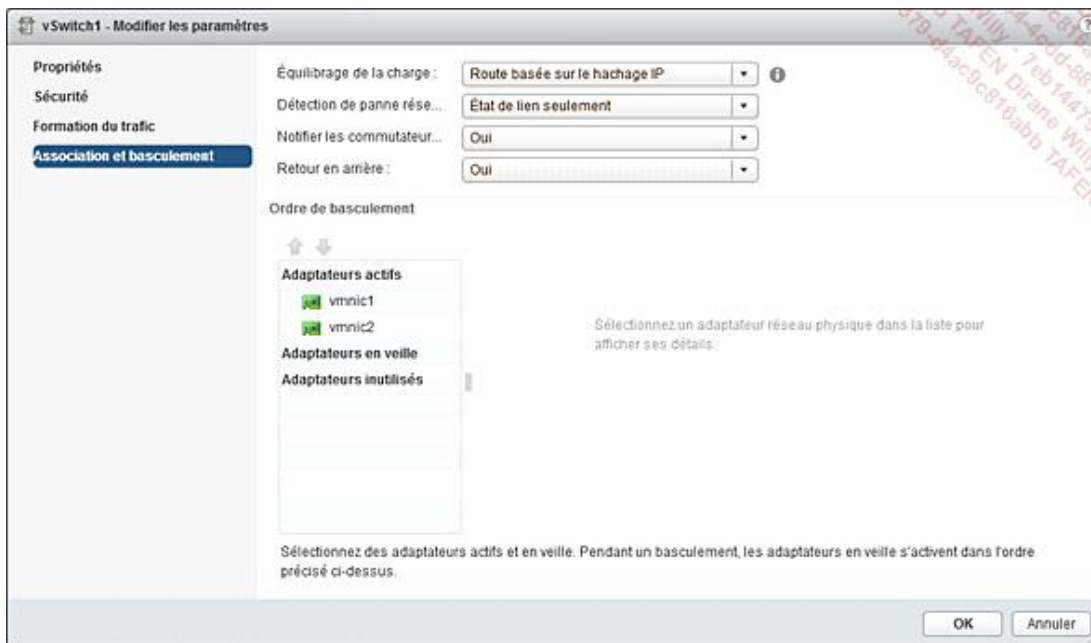 vSwitch1 - Modifier les paramètres
?
Propriétés
Sécurité
Formation du trafic
Association et basculement
Équilibrage de la charge :
Route basée sur le hachage IP
Détection de panne rése...
État de lien seulement
Notifier les commutateur...
Oui
Retour en arrière :
Oui
Ordre de basculement
Adaptateurs actifs
vmnic1
vmnic2
Adaptateurs en veille
Adaptateurs inutilisés
Sélectionnez un adaptateur réseau physique dans la liste pour
afficher ses détails.
Sélectionnez des adaptateurs actifs et en veille. Pendant un basculement, les adaptateurs en veille s'activent dans l'ordre
précisé ci-dessus.
OK
Annuler